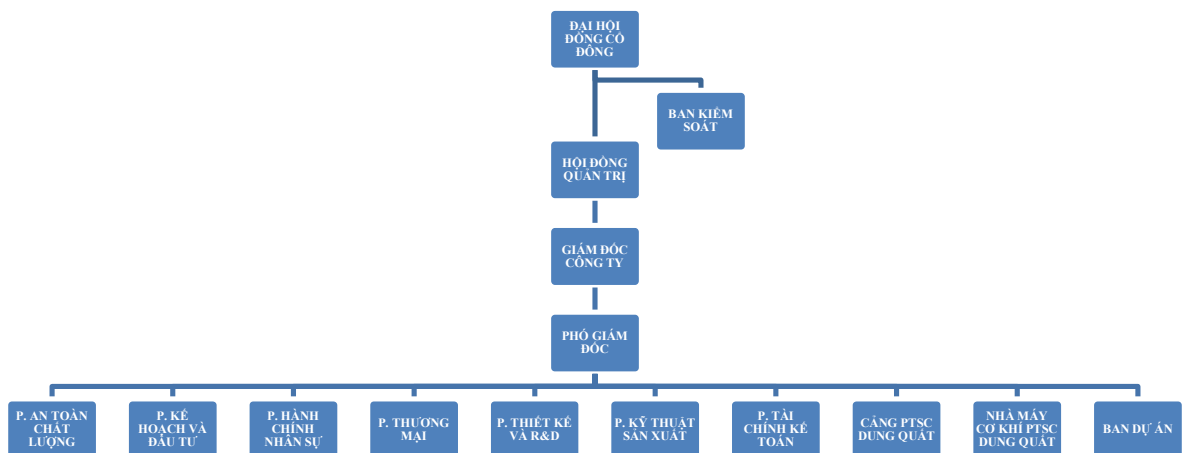 ĐẠI HỘI
ĐỒNG CỔ
ĐÔNG
BAN KIỂM
SOÁT
HỘI ĐỒNG
QUẢN TRỊ
GIÁM ĐỐC
CÔNG TY
PHÓ GIÁM
ĐỐC
P. AN TOÀN
CHẤT
LƯỢNG
P. KẾ
HOẠCH VÀ
ĐẦU TƯ
P. HÀNH
CHÍNH
NHÂN SỰ
P. THƯƠNG
MẠI
P. THIẾT KẾ
VÀ R&D
P. KỸ THUẬT
SẢN XUẤT
P. TÀI
CHÍNH KẾ
TOÁN
CẢNG PTSC
DUNG QUẤT
NHÀ MÁY
CƠ KHÍ PTSC
DUNG QUẤT
BAN DỰ ÁN